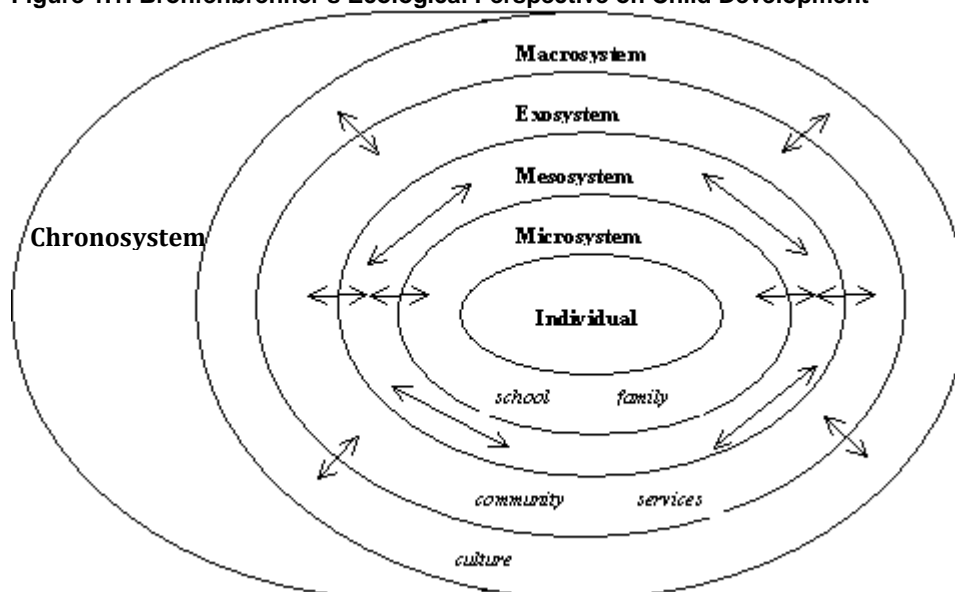 Figure 1.1: Bronfenbrenner's Ecological Perspective on Child Development
Macrosystem
Exosystem
Mesosystem
Chronosystem
Microsystem
Individual
school family
community services
culture